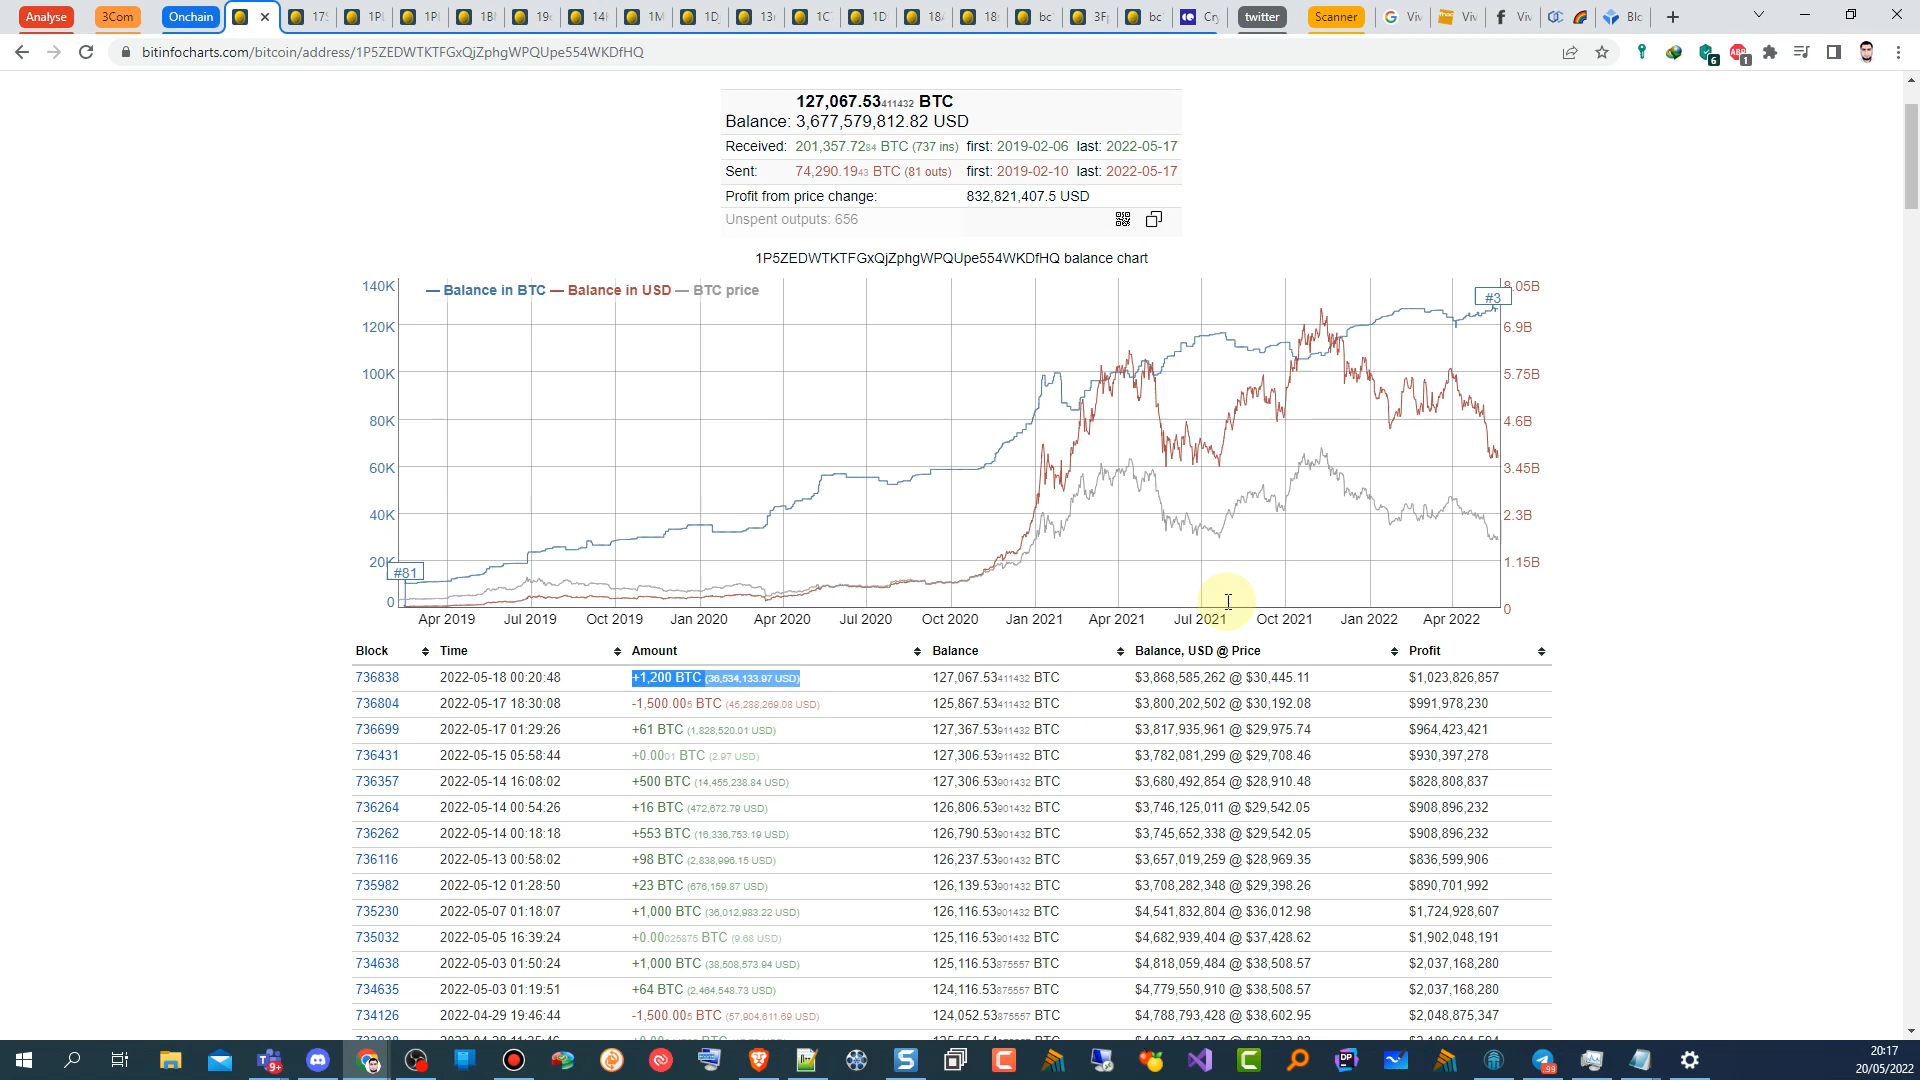 Analyse 3Com Onchain 17S 1PU 1PI 1BI 19 14 1M 1D 13 1C 1D 18 18 bc 3F bc Cry twitter Scanner Viv Viv Viv Blc
bitinfocharts.com/bitcoin/address/1P5ZEDWTKTFGxQjZphgWPQUpe554WKDfHQ
127,067.53411432 BTC
Balance: 3,677,579,812.82 USD
Received: 201,357.7284 BTC (737 ins) first: 2019-02-06 last: 2022-05-17
Sent: 74,290.1943 BTC (81 outs) first: 2019-02-10 last: 2022-05-17
Profit from price change: 832,821,407.5 USD
Unspent outputs: 656
1P5ZEDWTKTFGxQjZphgWPQUpe554WKDfHQ balance chart
Balance in BTC Balance in USD BTC price
140K 8.05B
#3
120K 6.9B
100K 5.75B
80K 4.6B
60K 3.45B
40K 2.3B
20K 1.15B
#81
0 0
Apr 2019 Jul 2019 Oct 2019 Jan 2020 Apr 2020 Jul 2020 Oct 2020 Jan 2021 Apr 2021 Jul 2021 Oct 2021 Jan 2022 Apr 2022
Block Time Amount Balance Balance, USD @ Price Profit
736838 2022-05-18 00:20:48 +1,200 BTC (36,534,133.97 USD) 127,067.53411432 BTC $3,868,585,262 @ $30,445.11 $1,023,826,857
736804 2022-05-17 18:30:08 -1,500.005 BTC (45,288,269.08 USD) 125,867.53411432 BTC $3,800,202,502 @ $30,192.08 $991,978,230
736699 2022-05-17 01:29:26 +61 BTC (1,828,520.01 USD) 127,367.53911432 BTC $3,817,935,961 @ $29,975.74 $964,423,421
736431 2022-05-15 05:58:44 +0.0001 BTC (2.97 USD) 127,306.53911432 BTC $3,782,081,299 @ $29,708.46 $930,397,278
736357 2022-05-14 16:08:02 +500 BTC (14,455,238.84 USD) 127,306.53901432 BTC $3,680,492,854 @ $28,910.48 $828,808,837
736264 2022-05-14 00:54:26 +16 BTC (472,672.79 USD) 126,806.53901432 BTC $3,746,125,011 @ $29,542.05 $908,896,232
736262 2022-05-14 00:18:18 +553 BTC (16,336,753.19 USD) 126,790.53901432 BTC $3,745,652,338 @ $29,542.05 $908,896,232
736116 2022-05-13 00:58:02 +98 BTC (2,838,996.15 USD) 126,237.53901432 BTC $3,657,019,259 @ $28,969.35 $836,599,906
735982 2022-05-12 01:28:50 +23 BTC (676,159.87 USD) 126,139.53901432 BTC $3,708,282,348 @ $29,398.26 $890,701,992
735230 2022-05-07 01:18:07 +1,000 BTC (36,012,983.22 USD) 126,116.53901432 BTC $4,541,832,804 @ $36,012.98 $1,724,928,607
735032 2022-05-05 16:39:24 +0.00025875 BTC (9.68 USD) 125,116.53901432 BTC $4,682,939,404 @ $37,428.62 $1,902,048,191
734638 2022-05-03 01:50:24 +1,000 BTC (38,508,573.94 USD) 125,116.53875557 BTC $4,818,059,484 @ $38,508.57 $2,037,168,280
734635 2022-05-03 01:19:51 +64 BTC (2,464,548.73 USD) 124,116.53875557 BTC $4,779,550,910 @ $38,508.57 $2,037,168,280
734126 2022-04-29 19:46:44 -1,500.005 BTC (57,904,611.69 USD) 124,052.53875557 BTC $4,788,793,428 @ $38,602.95 $2,048,875,347
20:17
20/05/2022